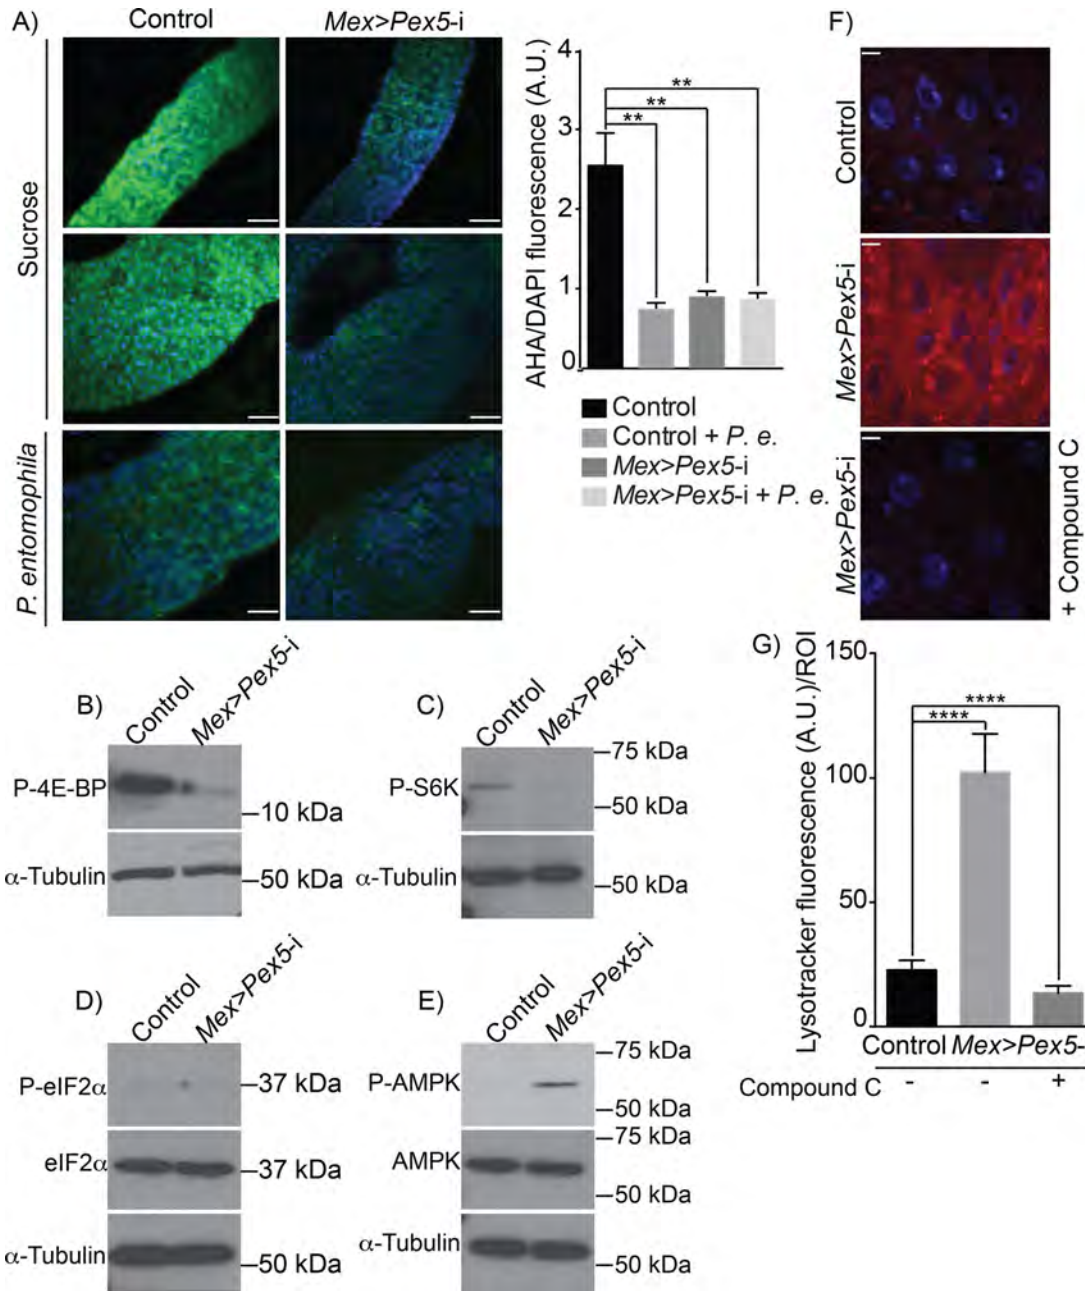 A)
Control
Mex>Pex5-i
Sucrose
P. entomophila
AHA/DAPI fluorescence (A.U.)
4
3
2
1
0
**
**
**
Control
Control + P. e.
Mex>Pex5-i
Mex>Pex5-i + P. e.
F)
Control
Mex>Pex5-i
Mex>Pex5-i
+ Compound C
B)
Control
Mex>Pex5-i
P-4E-BP
–10 kDa
α-Tubulin
–50 kDa
C)
Control
Mex>Pex5-i
–75 kDa
P-S6K
–50 kDa
α-Tubulin
–50 kDa
D)
Control
Mex>Pex5-i
P-eIF2α
–37 kDa
eIF2α
–37 kDa
α-Tubulin
–50 kDa
E)
Control
Mex>Pex5-i
–75 kDa
P-AMPK
–50 kDa
–75 kDa
AMPK
–50 kDa
α-Tubulin
–50 kDa
G)
Lysotracker fluorescence (A.U.)/ROI
150
100
50
0
****
****
Control Mex>Pex5-
Compound C - - +